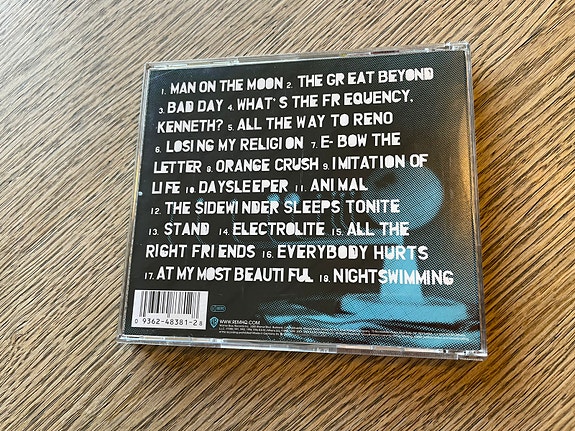 1. MAN ON THE MOON 2. THE GREAT BEYOND
3. BAD DAY 4. WHAT'S THE FREQUENCY,
KENNETH? 5. ALL THE WAY TO RENO
6. LOSING MY RELIGION 7. E-BOW THE
LETTER 8. ORANGE CRUSH 9. IMITATION OF
LIFE 10. DAYSLEEPER 11. ANIMAL
12. THE SIDEWINDER SLEEPS TONITE
13. STAND 14. ELECTROLITE 15. ALL THE
RIGHT FRIENDS 16. EVERYBODY HURTS
17. AT MY MOST BEAUTIFUL 18. NIGHTSWIMMING
WWW.REMHQ.COM
0 9362-48381-2 8